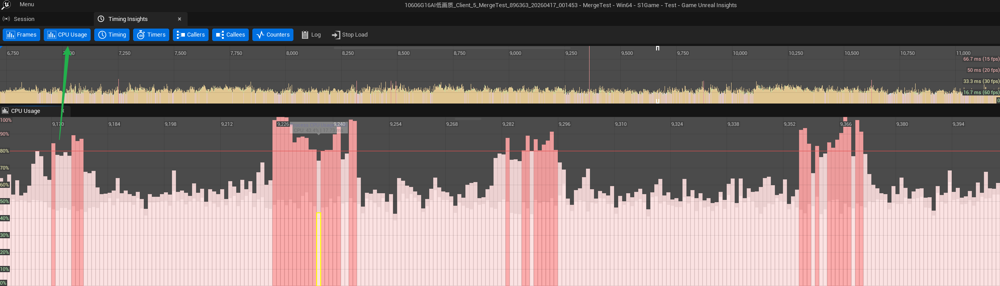 Menu
10606G16AI低画质_Client_5_MergeTest_896363_20260417_001453 - MergeTest - Win64 - S1Game - Test - Game Unreal Insights
Session
Timing Insights
Frames CPU Usage Timing Timers Callers Callees Counters Log Stop Load
6,750 7,250 7,500 7,750 8,000 8,250 8,500 8,750 9,000 9,250 9,500 9,750 10,000 10,250 10,500 10,750 11,000
66.7 ms (15 fps)
50 ms (20 fps)
33.3 ms (30 fps)
16.7 ms (60 fps)
0
CPU Usage
100%
9,170 9,184 9,198 9,212 9,226 9,240 9,254 9,268 9,282 9,296 9,310 9,324 9,338 9,352 9,366 9,380 9,394
CPU: 43.4% | 17.73 ms
90%
80%
70%
60%
50%
40%
30%
20%
10%
0%